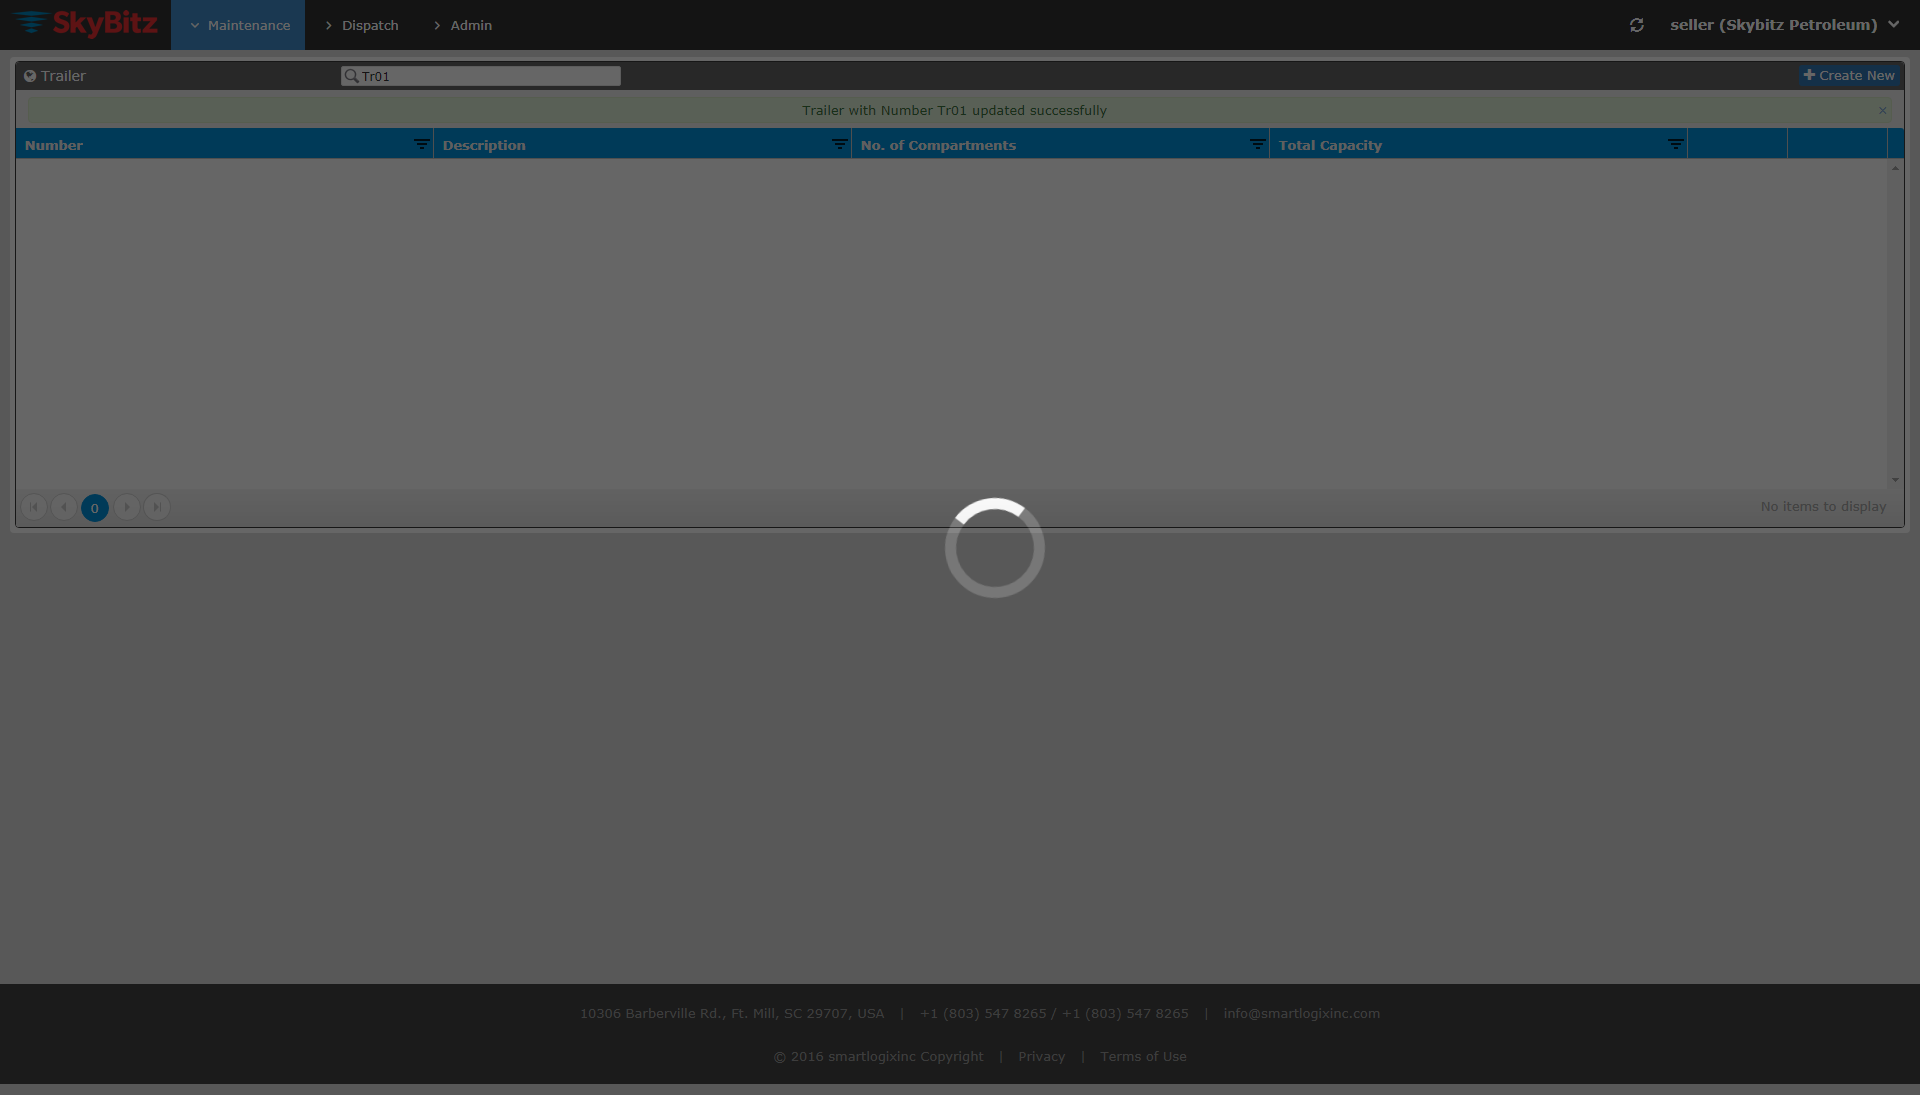 SkyBitz
Maintenance
Dispatch
Admin
seller (Skybitz Petroleum)
Trailer
Tr01
Create New
Trailer with Number Tr01 updated successfully
×
Number
Description
No. of Compartments
Total Capacity
0
No items to display
10306 Barberville Rd., Ft. Mill, SC 29707, USA | +1 (803) 547 8265 / +1 (803) 547 8265 | info@smartlogixinc.com
© 2016 smartlogixinc Copyright | Privacy | Terms of Use